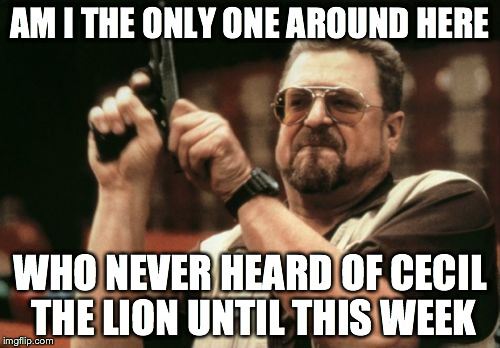 AM I THE ONLY ONE AROUND HERE
WHO NEVER HEARD OF CECIL
THE LION UNTIL THIS WEEK
imgflip.com